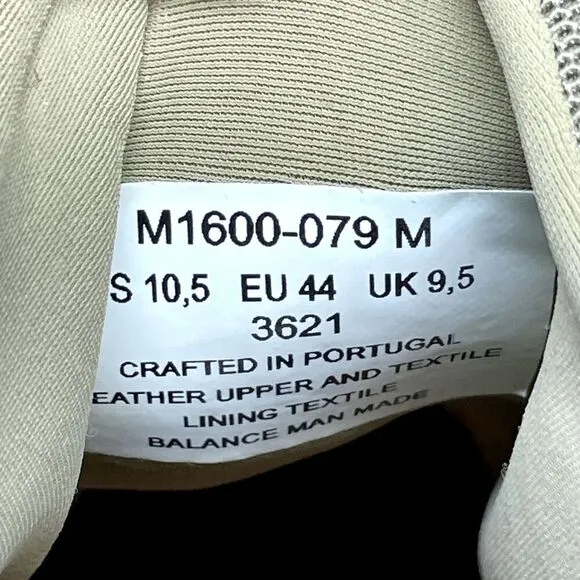 M1600-079 M
S 10,5 EU 44 UK 9,5
3621
CRAFTED IN PORTUGAL
EATHER UPPER AND TEXTILE
LINING TEXTILE
BALANCE MAN MADE